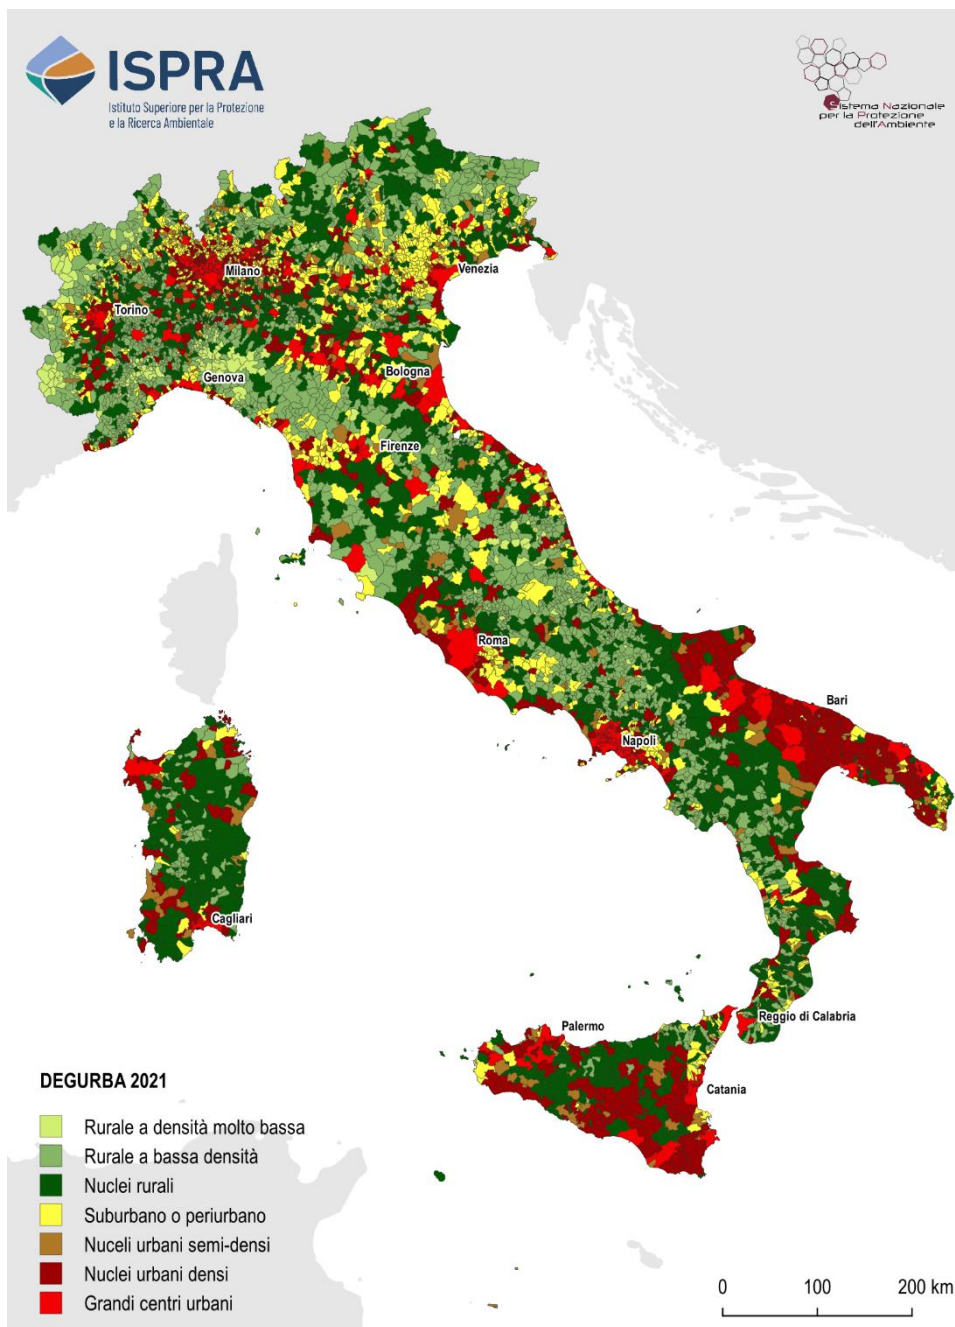 ISPRA
Istituto Superiore per la Protezione
e la Ricerca Ambientale
Sistema Nazionale
per la Protezione
dell'Ambiente
Milano
Venezia
Torino
Genova
Bologna
Firenze
Roma
Bari
Napoli
Cagliari
Reggio di Calabria
Palermo
Catania
DEGURBA 2021
Rurale a densità molto bassa
Rurale a bassa densità
Nuclei rurali
Suburbano o periurbano
Nuceli urbani semi-densi
Nuclei urbani densi
Grandi centri urbani
0 100 200 km